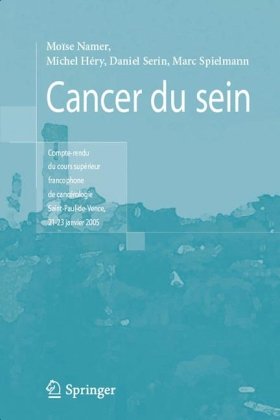 Moïse Namer,
Michel Héry, Daniel Serin, Marc Spielmann
Cancer du sein
Compte-rendu
du cours supérieur
francophone
de cancérologie
Saint-Paul-de-Vence,
21-23 janvier 2005
Springer